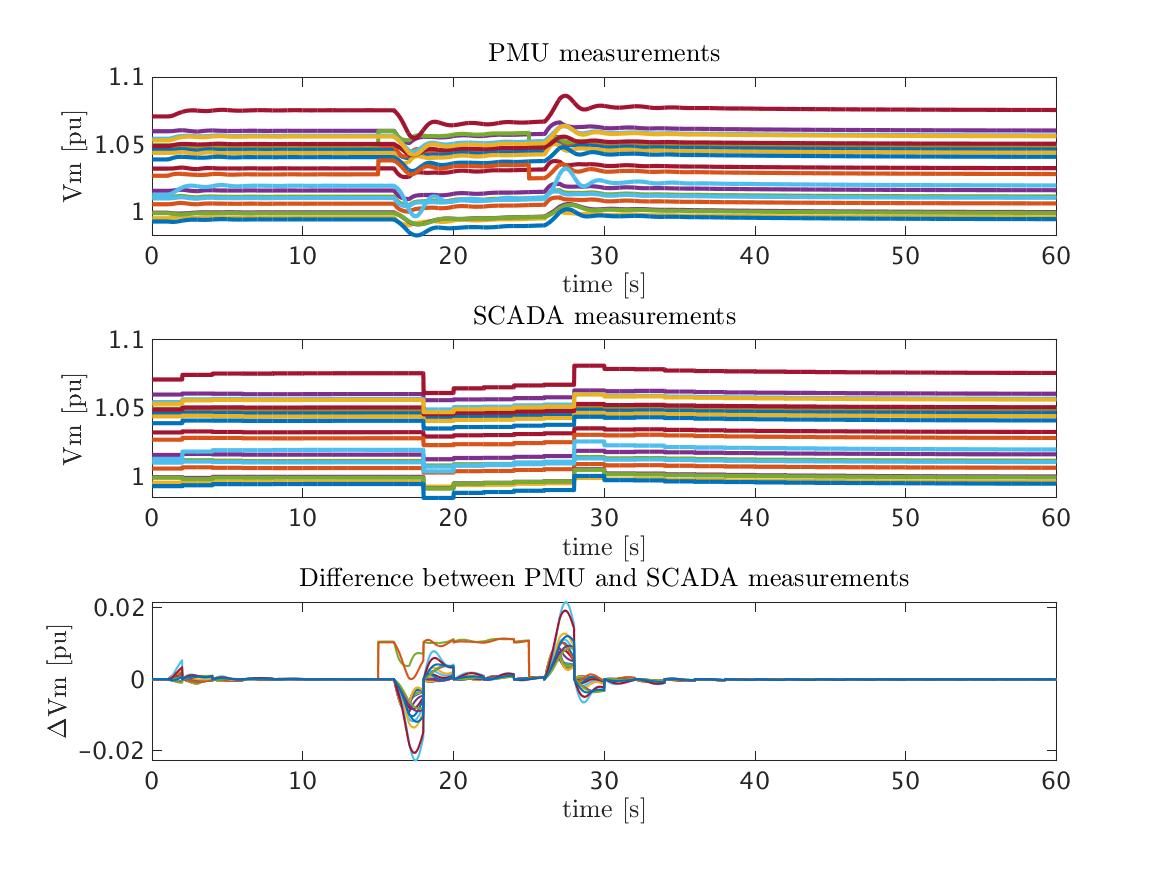 PMU measurements
1.1
1.05
1
Vm [pu]
0 10 20 30 40 50 60
time [s]
SCADA measurements
1.1
1.05
1
Vm [pu]
0 10 20 30 40 50 60
time [s]
Difference between PMU and SCADA measurements
0.02
0
−0.02
ΔVm [pu]
0 10 20 30 40 50 60
time [s]